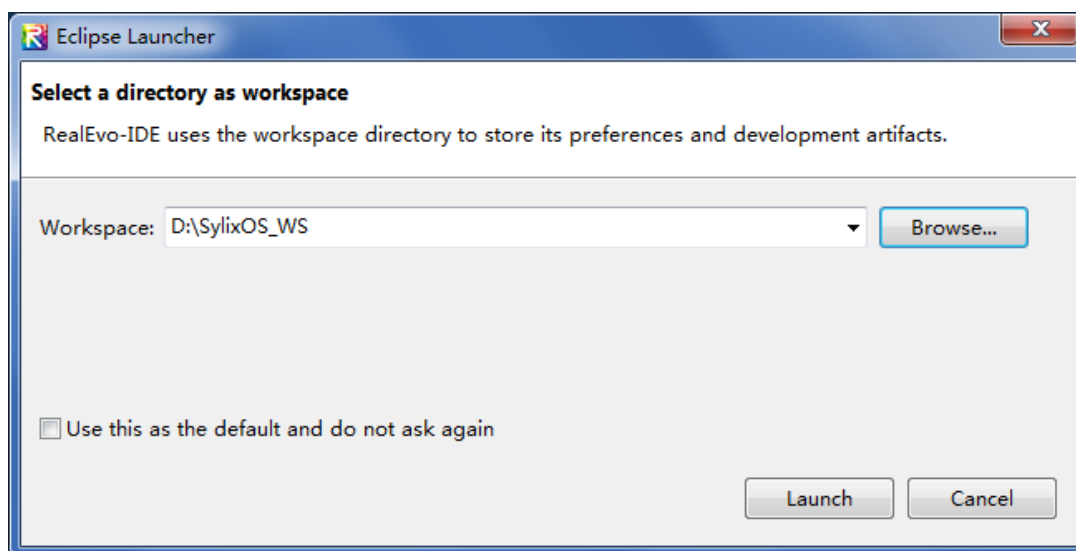 Eclipse Launcher
Select a directory as workspace
RealEvo-IDE uses the workspace directory to store its preferences and development artifacts.
Workspace: D:\SylixOS_WS Browse...
Use this as the default and do not ask again
Launch Cancel